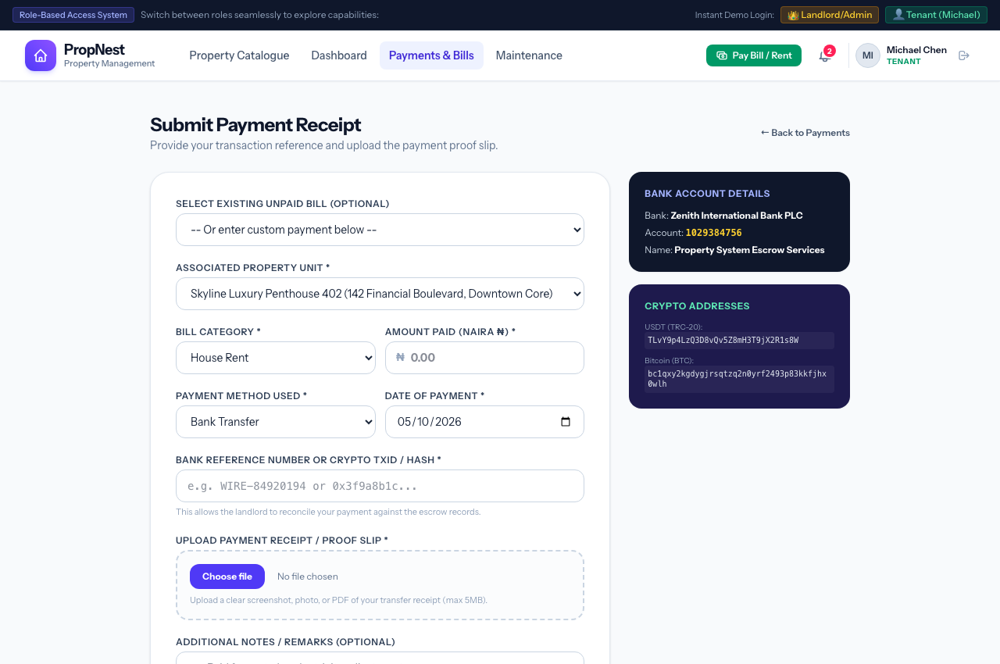 Role-Based Access System Switch between roles seamlessly to explore capabilities: Instant Demo Login: 👑 Landlord/Admin 👤 Tenant (Michael)
PropNest
Property Management
Property Catalogue Dashboard Payments & Bills Maintenance
Pay Bill / Rent
2
MI
Michael Chen
TENANT
Submit Payment Receipt
Provide your transaction reference and upload the payment proof slip.
← Back to Payments
SELECT EXISTING UNPAID BILL (OPTIONAL)
-- Or enter custom payment below --
ASSOCIATED PROPERTY UNIT *
Skyline Luxury Penthouse 402 (142 Financial Boulevard, Downtown Core)
BILL CATEGORY * AMOUNT PAID (NAIRA ₦) *
House Rent ₦ 0.00
PAYMENT METHOD USED * DATE OF PAYMENT *
Bank Transfer 05/10/2026
BANK REFERENCE NUMBER OR CRYPTO TXID / HASH *
e.g. WIRE-84920194 or 0x3f9a8b1c...
This allows the landlord to reconcile your payment against the escrow records.
UPLOAD PAYMENT RECEIPT / PROOF SLIP *
Choose file No file chosen
Upload a clear screenshot, photo, or PDF of your transfer receipt (max 5MB).
ADDITIONAL NOTES / REMARKS (OPTIONAL)
BANK ACCOUNT DETAILS
Bank: Zenith International Bank PLC
Account: 1029384756
Name: Property System Escrow Services
CRYPTO ADDRESSES
USDT (TRC-20):
TLvY9p4LzQ3D8vQv5Z8mH3T9jX2R1s8W
Bitcoin (BTC):
bc1qxy2kgdygjrsqtzq2n0yrf2493p83kkfjhx
0wlh